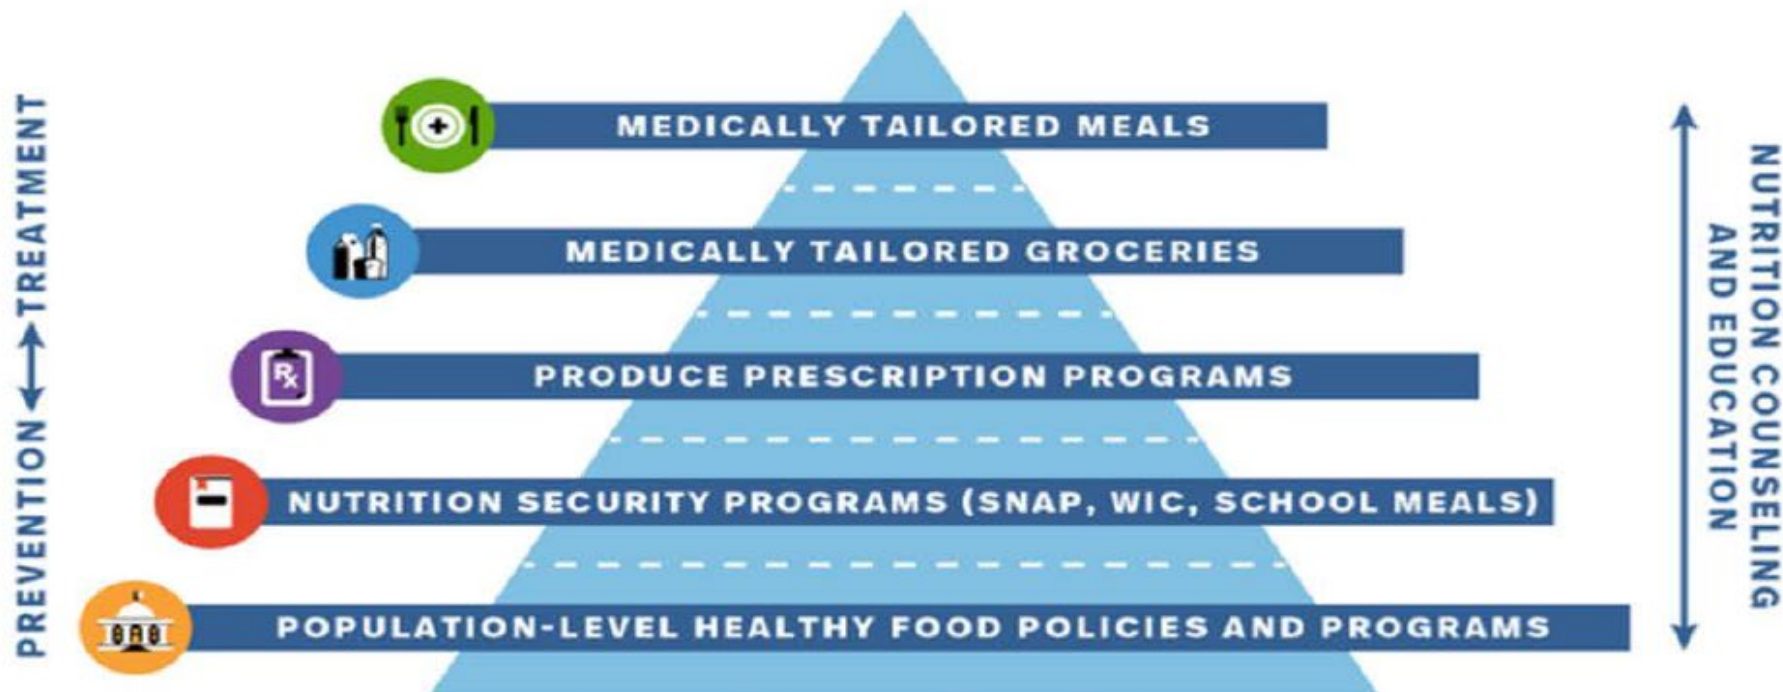 MEDICALLY TAILORED MEALS
MEDICALLY TAILORED GROCERIES
PRODUCE PRESCRIPTION PROGRAMS
Rx
NUTRITION SECURITY PROGRAMS (SNAP, WIC, SCHOOL MEALS)
POPULATION-LEVEL HEALTHY FOOD POLICIES AND PROGRAMS
TREATMENT
PREVENTION
NUTRITION COUNSELING
AND EDUCATION